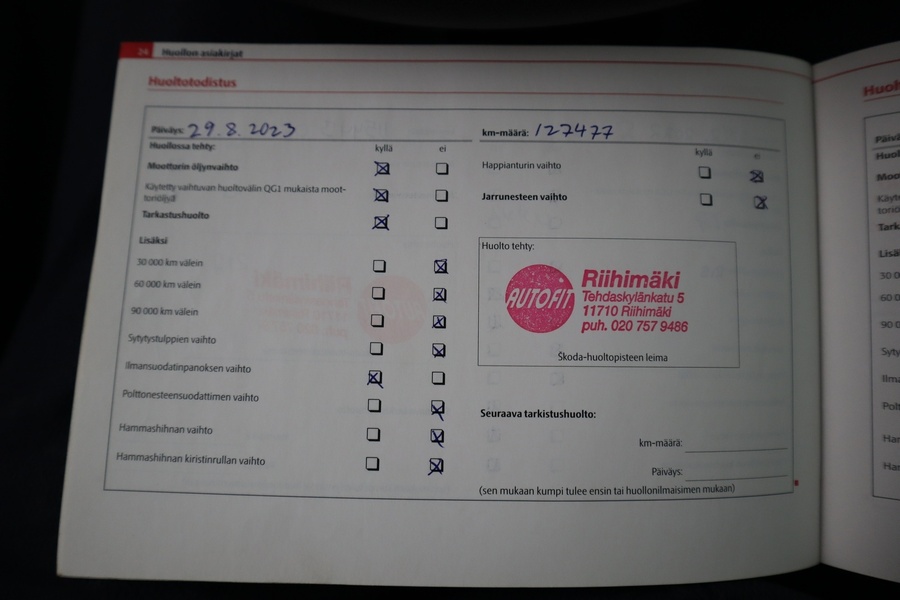 24 Huollon asiakirjat
Huoltotodistus
Päiväys: 29.8.2023
Huollossa tehty:
kyllä ei
Moottorin öljynvaihto
Käytetty vaihtuvan huoltovälin QG1 mukaista moot-
toriöljyä
Tarkastushuolto
Lisäksi
30 000 km välein
60 000 km välein
90 000 km välein
Sytytystulppien vaihto
Ilmansuodatinpanoksen vaihto
Polttonesteensuodattimen vaihto
Hammashihnan vaihto
Hammashihnan kiristinrullan vaihto
km-määrä: 127477
kyllä ei
Happianturin vaihto
Jarrunesteen vaihto
Huolto tehty:
AUTOFIT
Riihimäki
Tehdaskylänkatu 5
11710 Riihimäki
puh. 020 757 9486
Škoda-huoltopisteen leima
Seuraava tarkistushuolto:
km-määrä:
Päiväys:
(sen mukaan kumpi tulee ensin tai huollonilmaisimen mukaan)